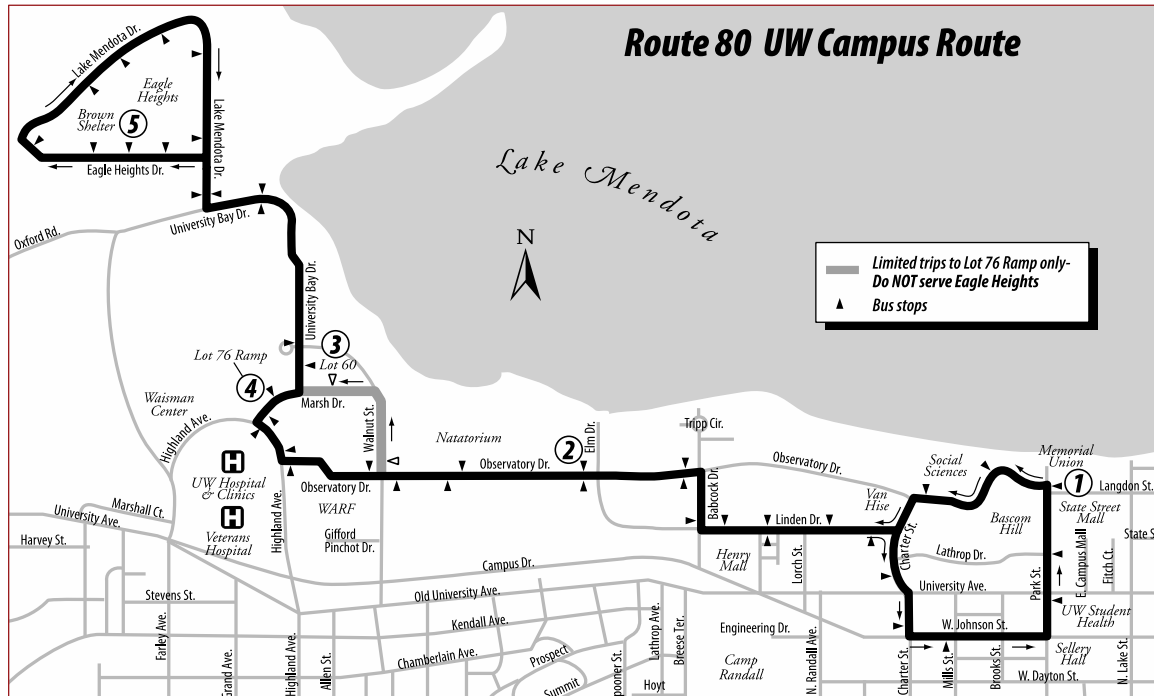 Route 80 UW Campus Route
Lake Mendota Dr.
Eagle
Heights
Brown
Shelter
5
Lake Mendota Dr.
Eagle Heights Dr.
University Bay Dr.
Oxford Rd.
Lake Mendota
N
Limited trips to Lot 76 Ramp only-
Do NOT serve Eagle Heights
Bus stops
University Bay Dr.
3
Lot 60
Lot 76 Ramp
4
Marsh Dr.
Waisman
Center
Highland Ave.
Walnut St.
Natatorium
2
Elm Dr.
Tripp Cir.
Observatory Dr.
Observatory Dr.
Observatory Dr.
Social
Sciences
Memorial
Union
1
Langdon St.
State Street
Mall
H
UW Hospital
& Clinics
H
Veterans
Hospital
Highland Ave.
WARF
Gifford
Pinchot Dr.
Babcock Dr.
Linden Dr.
Van
Hise
Bascom
Hill
Charter St.
Lathrop Dr.
Henry
Mall
Lorch St.
Marshall Ct.
University Ave.
Harvey St.
Campus Dr.
University Ave.
Park St.
E. Campus Mall
Fitch Ct.
State S
UW Student
Health
Stevens St.
Old University Ave.
Kendall Ave.
Chamberlain Ave.
Farley Ave.
Grand Ave.
Highland Ave.
Allen St.
Prospect
Summit
spooner St.
Lathrop Ave.
Breese Ter.
Hoyt
Engineering Dr.
Camp
Randall
N. Randall Ave.
Charter St.
Mills St.
Brooks St.
W. Johnson St.
Sellery
Hall
W. Dayton St.
N. Lake St.